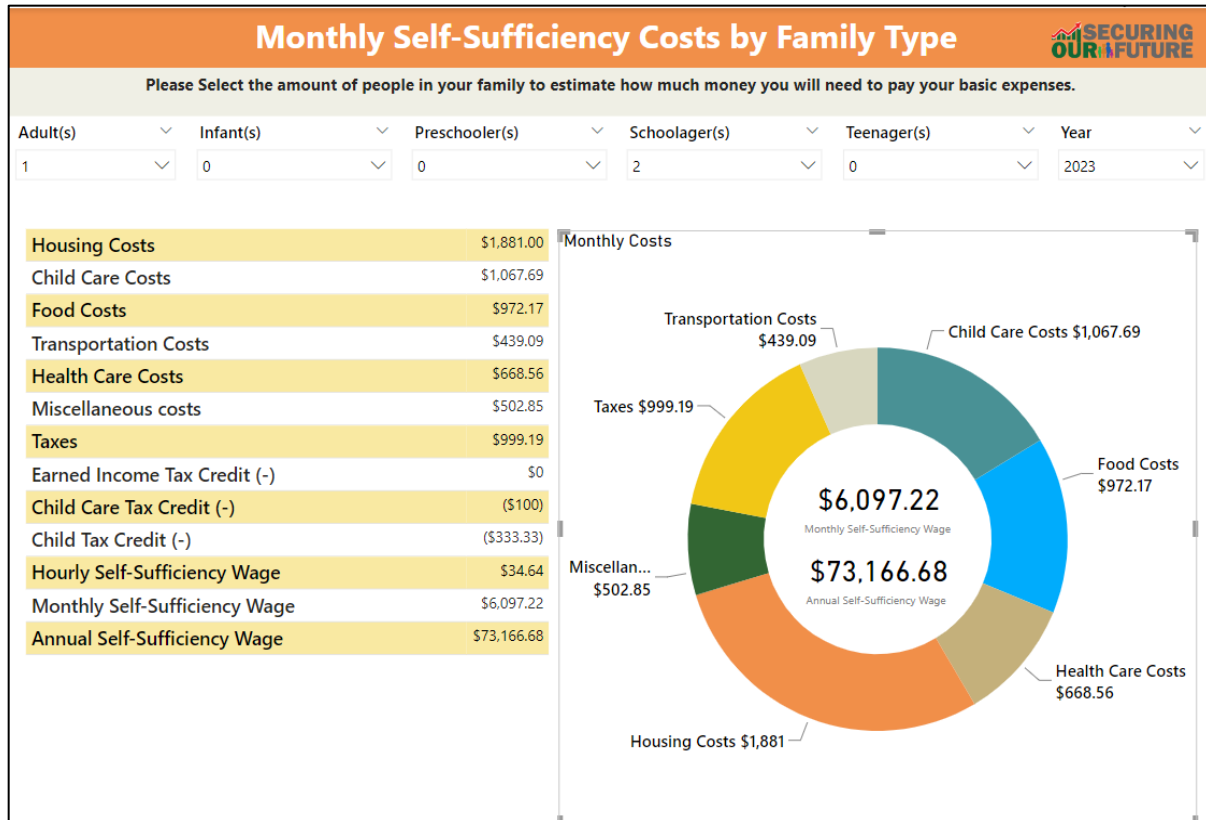 Monthly Self-Sufficiency Costs by Family Type
SECURING
OUR FUTURE
Please Select the amount of people in your family to estimate how much money you will need to pay your basic expenses.
Adult(s) Infant(s) Preschooler(s) Schoolager(s) Teenager(s) Year
1 0 0 2 0 2023
Housing Costs $1,881.00
Child Care Costs $1,067.69
Food Costs $972.17
Transportation Costs $439.09
Health Care Costs $668.56
Miscellaneous costs $502.85
Taxes $999.19
Earned Income Tax Credit (-) $0
Child Care Tax Credit (-) ($100)
Child Tax Credit (-) ($333.33)
Hourly Self-Sufficiency Wage $34.64
Monthly Self-Sufficiency Wage $6,097.22
Annual Self-Sufficiency Wage $73,166.68
Monthly Costs
Transportation Costs
$439.09
Child Care Costs $1,067.69
Taxes $999.19
Food Costs
$972.17
$6,097.22
Monthly Self-Sufficiency Wage
$73,166.68
Annual Self-Sufficiency Wage
Miscellan...
$502.85
Health Care Costs
$668.56
Housing Costs $1,881